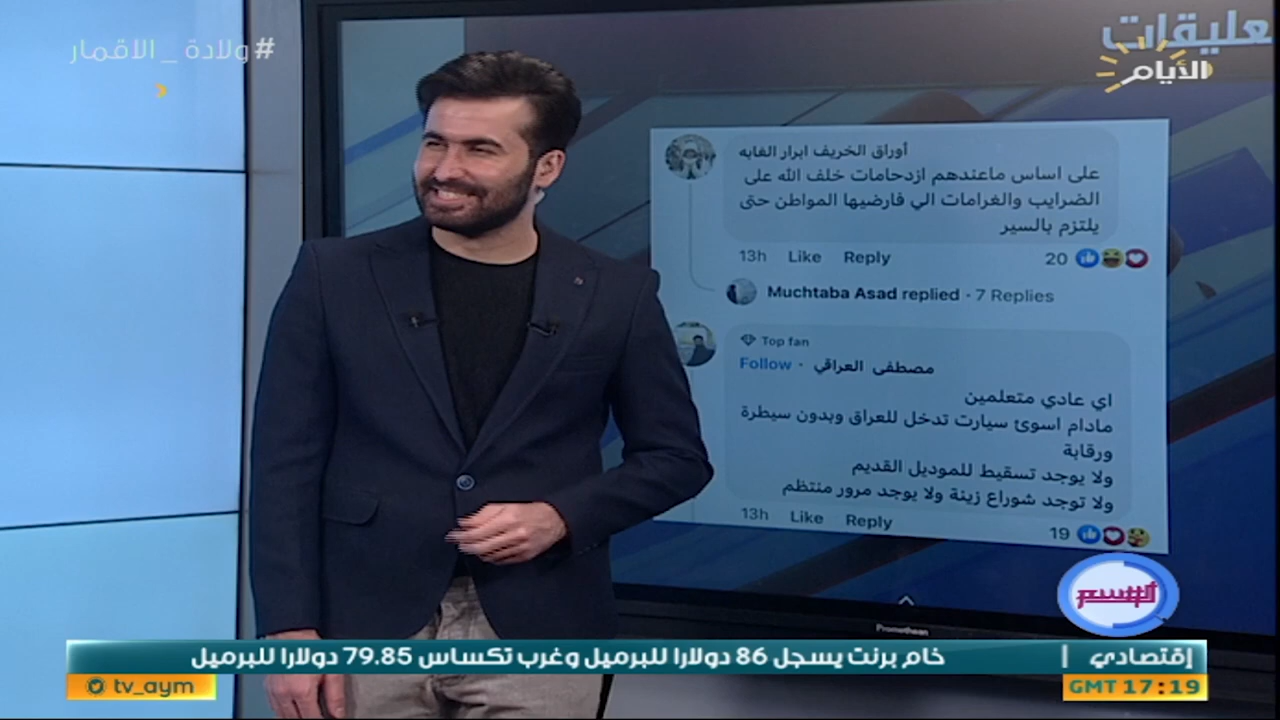 #ولادة_الاقمار
تعليقات
الأيام
أوراق الخريف ابرار الغابه
على اساس ماعندهم ازدحامات خلف الله على
الضرايب والغرامات الي فارضيها المواطن حتى
يلتزم بالسير
13h Like Reply 20
Muchtaba Asad replied · 7 Replies
Top fan
مصطفى العراقي · Follow
اي عادي متعلمين
مادام اسوئ سيارت تدخل للعراق وبدون سيطرة
ورقابة
ولا يوجد تسقيط للموديل القديم
ولا توجد شوراع زينة ولا يوجد مرور منتظم
13h Like Reply 19
Promethean
إقتصادي | خام برنت يسجل 86 دولارا للبرميل وغرب تكساس 79.85 دولارا للبرميل
tv_aym
GMT 17:19